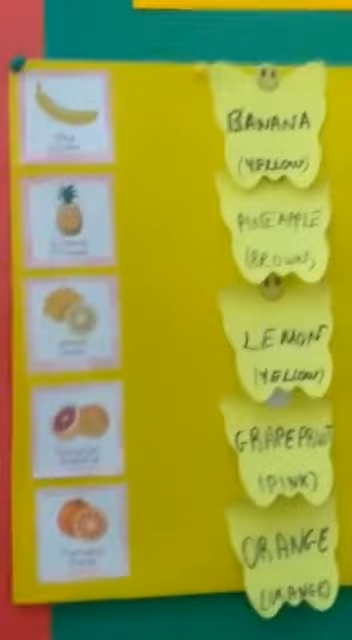 BANANA
(YELLOW)
PINEAPPLE
(BROWN)
LEMON
(YELLOW)
GRAPEFRUIT
(PINK)
ORANGE
(ORANGE)